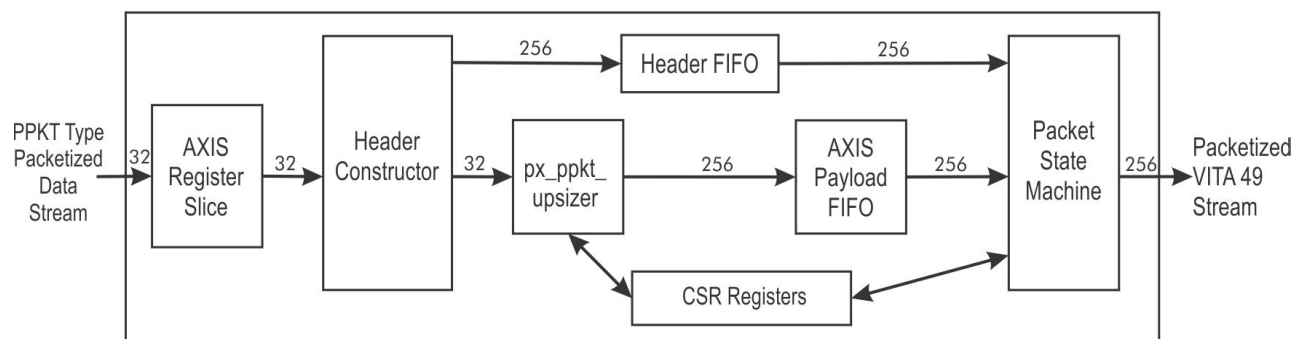 PPKT Type
Packetized
Data
Stream
32
AXIS
Register
Slice
32
Header
Constructor
256
Header FIFO
256
32
px_ppkt_
upsizer
256
AXIS
Payload
FIFO
256
CSR Registers
Packet
State
Machine
256
Packetized
VITA 49
Stream